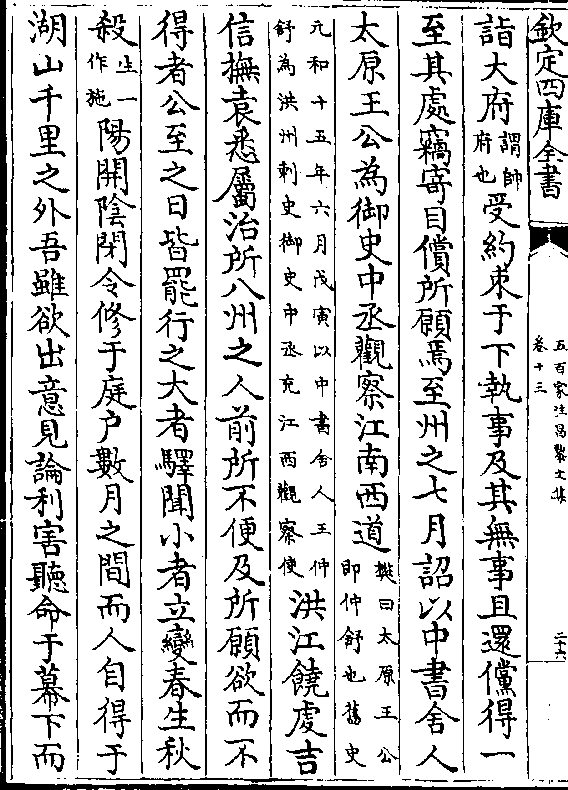 欽定四庫全書
五百家注昌黎文集
卷十三
二十六
詣大府謂帥府也受約束于下執事及其無事且還儻得一
至其處竊寄目償所願焉至州之七月詔以中書舍人
太原王公為御史中丞觀察江南西道樊曰太原王公即仲舒也舊史
元和十五年六月戊寅以中書舍人王仲舒為洪州刺史御史中丞充江西觀察使洪江饒虔吉
信撫袁悉屬治所八州之人前所不便及所願欲而不
得者公至之日皆罷行之大者驛聞小者立變春生秋
殺生一作施陽開陰閉令修于庭户數月之間而人自得于
湖山千里之外吾雖欲出意見論利害聽命于幕下而